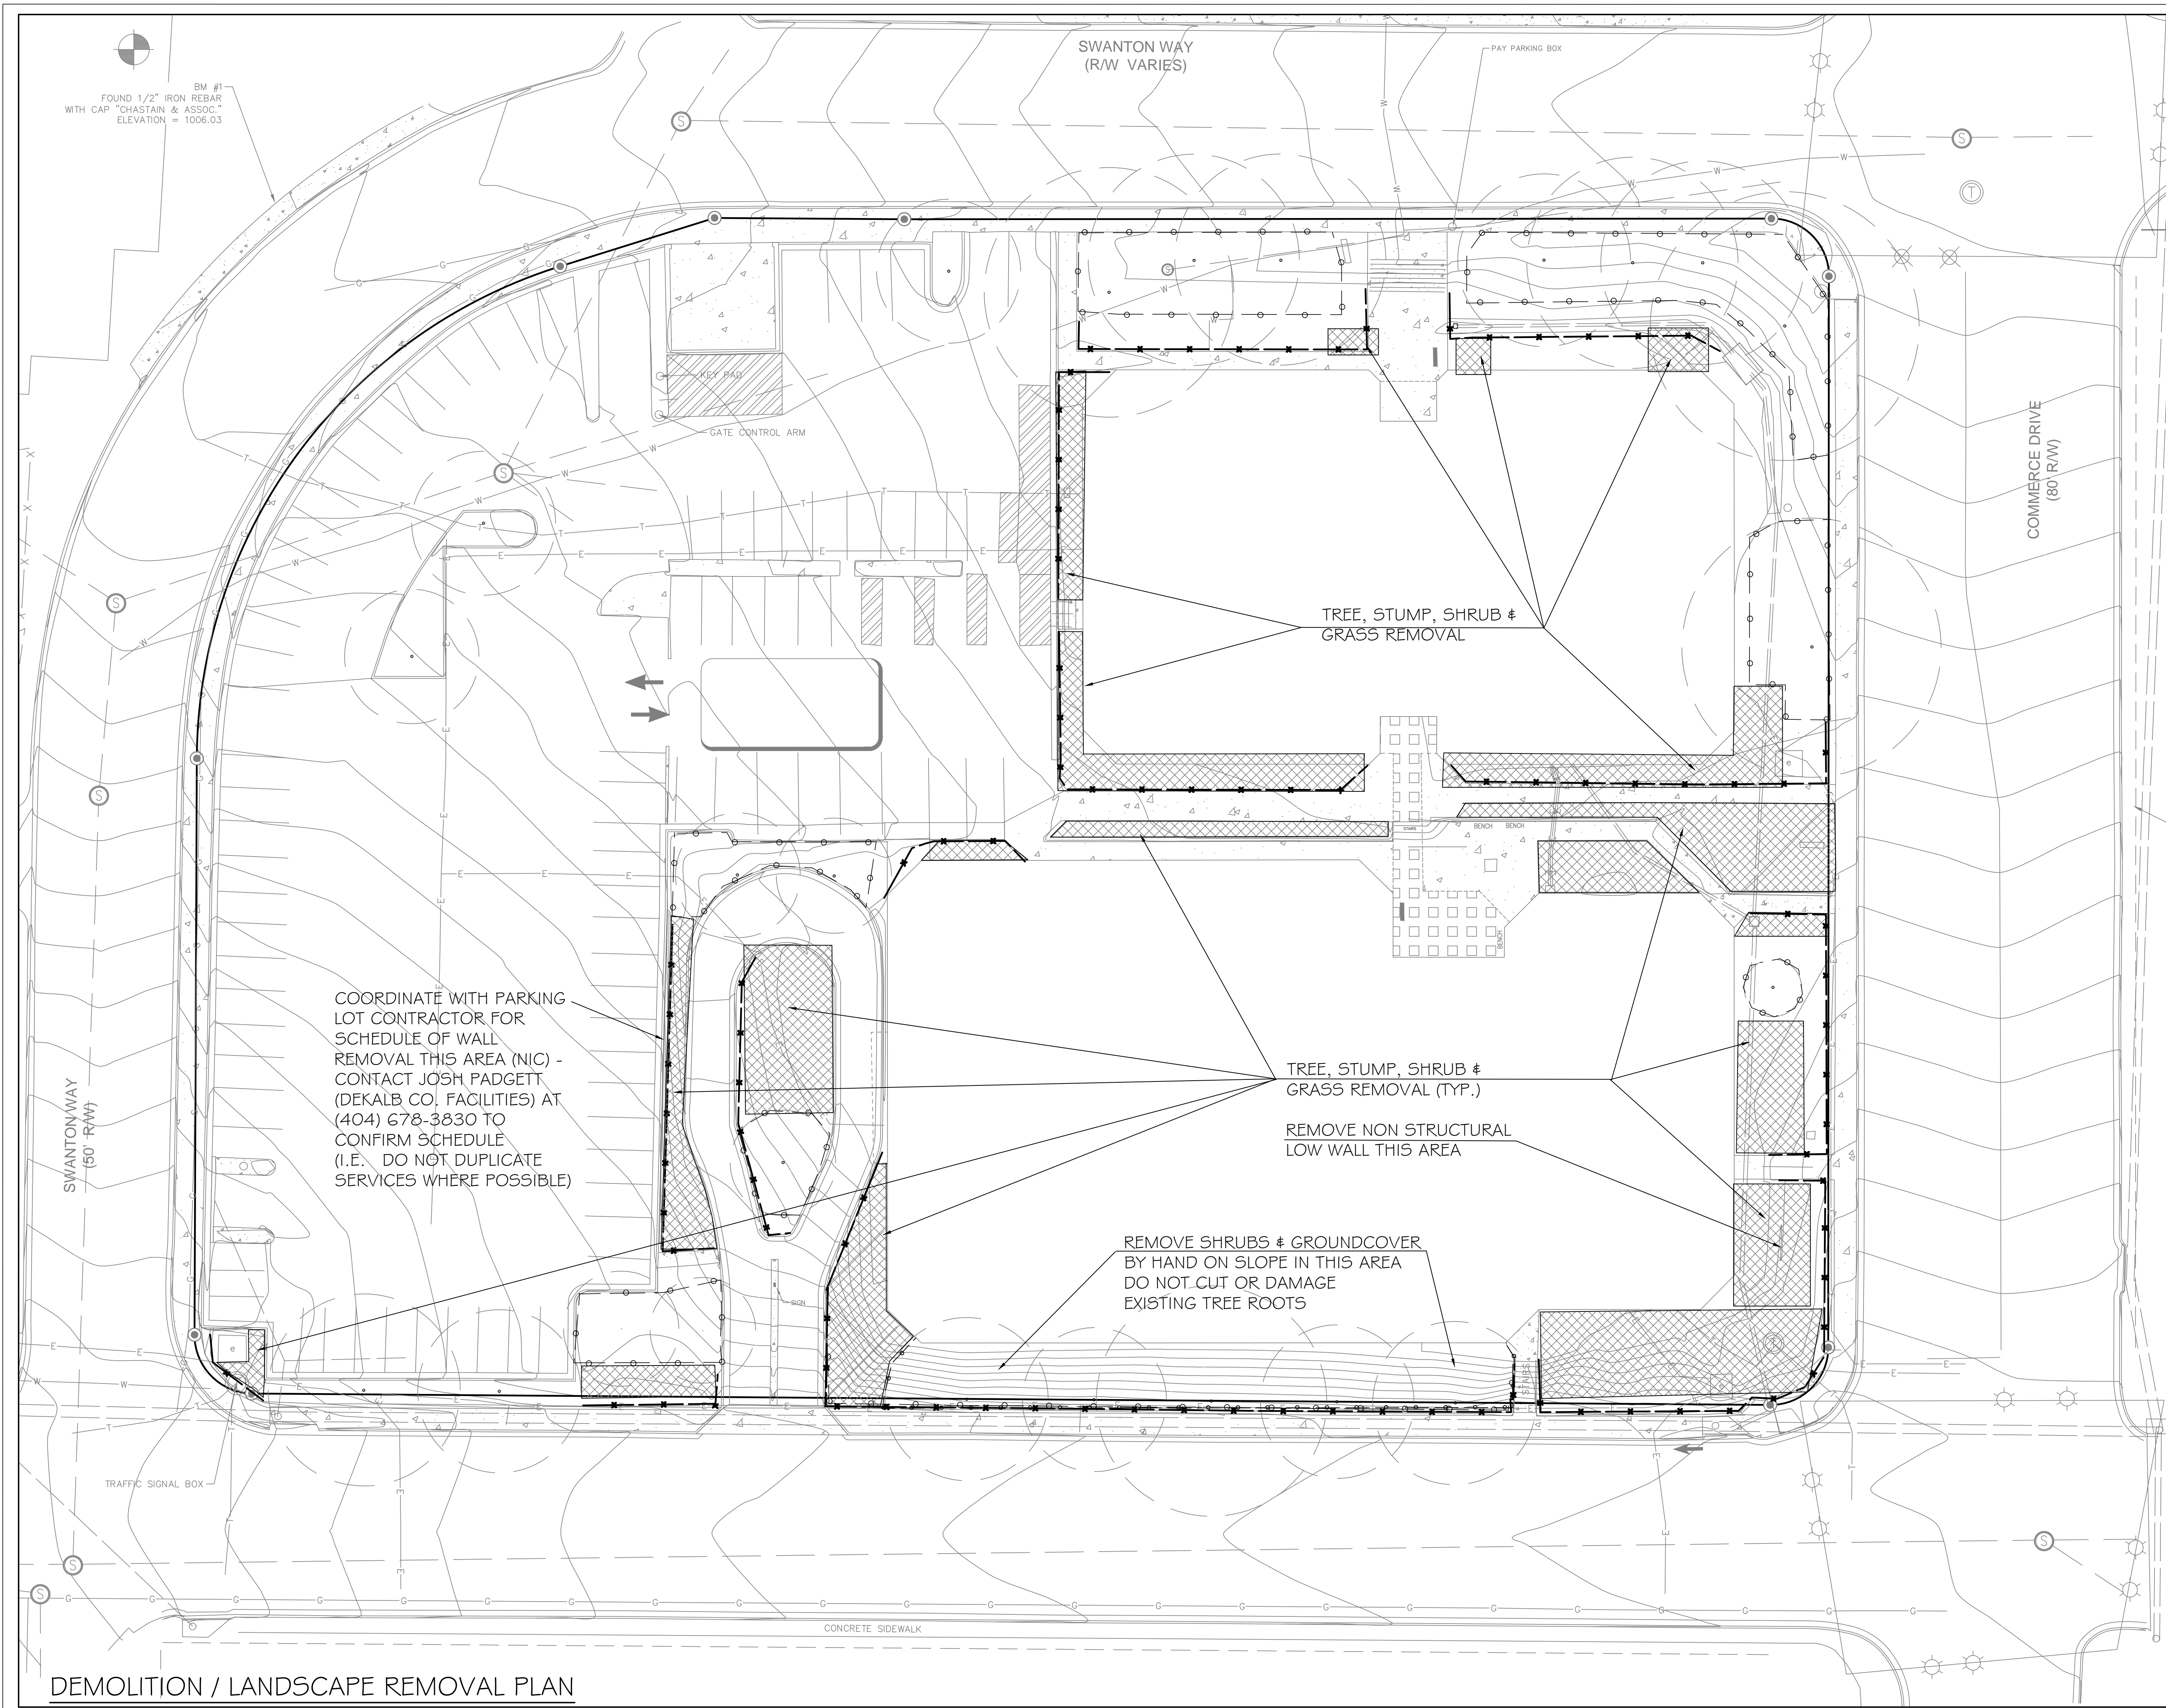 SWANTON WAY
(R/W VARIES)
PAY PARKING BOX
BM #1
FOUND 1/2" IRON REBAR
WITH CAP "CHASTAIN & ASSOC."
ELEVATION = 1006.03
KEY PAD
GATE CONTROL ARM
COMMERCE DRIVE
(80' R/W)
TREE, STUMP, SHRUB &
GRASS REMOVAL
STAIRS
BENCH
BENCH
BENCH
COORDINATE WITH PARKING
LOT CONTRACTOR FOR
SCHEDULE OF WALL
REMOVAL THIS AREA (NIC) -
CONTACT JOSH PADGETT
(DEKALB CO. FACILITIES) AT
(404) 678-3830 TO
CONFIRM SCHEDULE
(I.E. DO NOT DUPLICATE
SERVICES WHERE POSSIBLE)
SWANTON WAY
(50' R/W)
TREE, STUMP, SHRUB &
GRASS REMOVAL (TYP.)
REMOVE NON STRUCTURAL
LOW WALL THIS AREA
REMOVE SHRUBS & GROUNDCOVER
BY HAND ON SLOPE IN THIS AREA
DO NOT CUT OR DAMAGE
EXISTING TREE ROOTS
SIGN
STAIRS
TRAFFIC SIGNAL BOX
CONCRETE SIDEWALK
DEMOLITION / LANDSCAPE REMOVAL PLAN